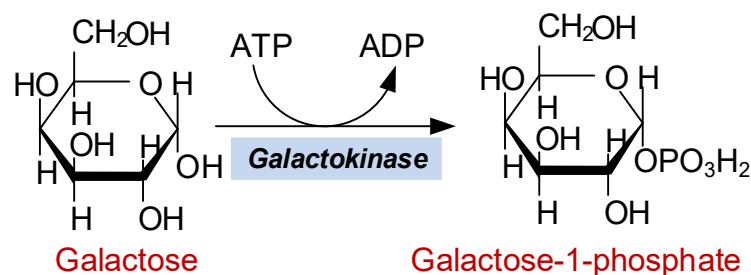 CH2OH
HO
O
H
H
OH
H
H
H
OH
OH
ATP
ADP
Galactokinase
CH2OH
HO
O
H
H
OH
H
H
OPO3H2
H
OH
Galactose
Galactose-1-phosphate